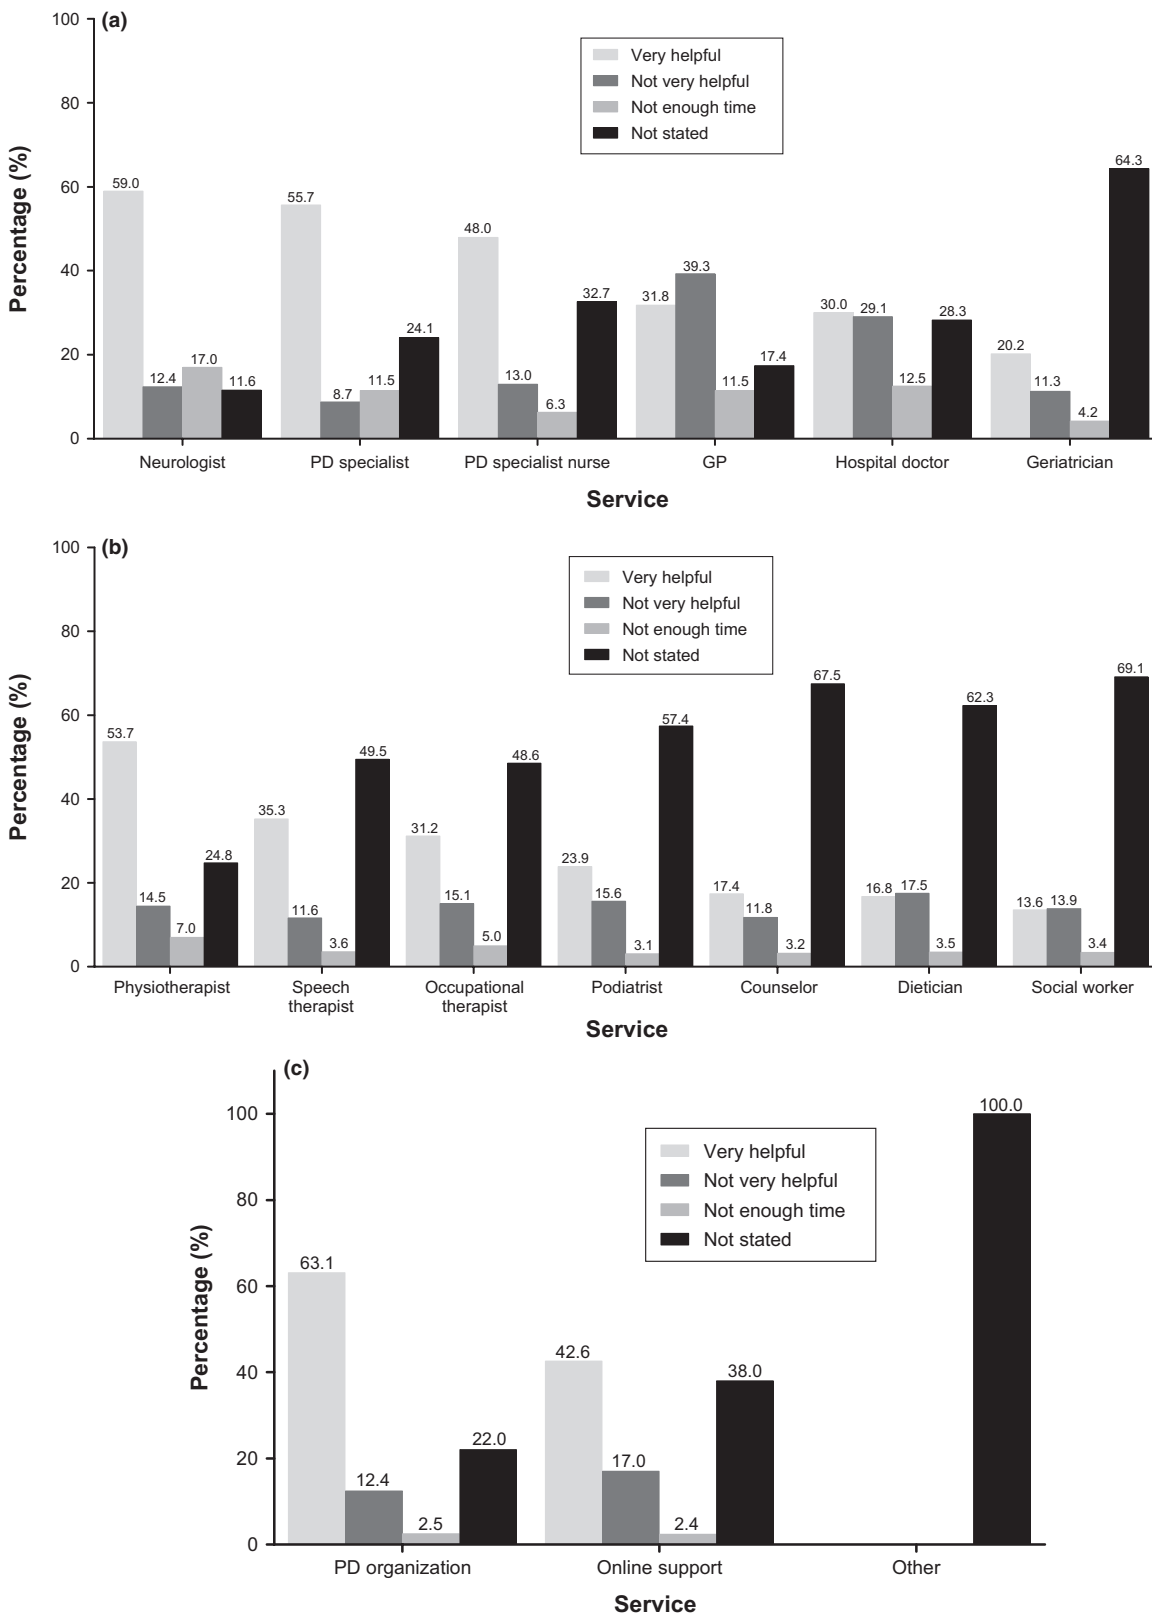 (a)
100
80
60
40
20
0
Percentage (%)
Very helpful
Not very helpful
Not enough time
Not stated
59.0
12.4
17.0
11.6
55.7
8.7
11.5
24.1
48.0
13.0
6.3
32.7
31.8
39.3
11.5
17.4
30.0
29.1
12.5
28.3
20.2
11.3
4.2
64.3
Neurologist
PD specialist
PD specialist nurse
GP
Hospital doctor
Geriatrician
Service
(b)
100
80
60
40
20
0
Percentage (%)
Very helpful
Not very helpful
Not enough time
Not stated
53.7
14.5
7.0
24.8
35.3
11.6
3.6
49.5
31.2
15.1
5.0
48.6
23.9
15.6
3.1
57.4
17.4
11.8
3.2
67.5
16.8
17.5
3.5
62.3
13.6
13.9
3.4
69.1
Physiotherapist
Speech
therapist
Occupational
therapist
Podiatrist
Counselor
Dietician
Social worker
Service
(c)
100
80
60
40
20
0
Percentage (%)
Very helpful
Not very helpful
Not enough time
Not stated
63.1
12.4
2.5
22.0
42.6
17.0
2.4
38.0
100.0
PD organization
Online support
Other
Service